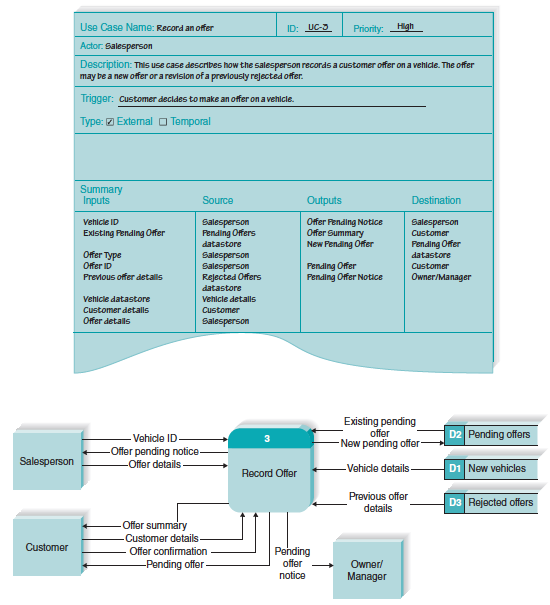 Use Case Name: Record an offer ID: UC-3 Priority: High
Actor: Salesperson
Description: This use case describes how the salesperson records a customer offer on a vehicle. The offer
may be a new offer or a revision of a previously rejected offer.
Trigger: Customer decides to make an offer on a vehicle.
Type: ☑ External ☐ Temporal
Summary
Inputs Source Outputs Destination
Vehicle ID Salesperson Offer Pending Notice Salesperson
Existing Pending Offer Pending Offers Offer Summary Customer
datastore New Pending Offer Pending Offer
Offer Type Salesperson datastore
Offer ID Salesperson Pending Offer Customer
Previous offer details Rejected Offers Pending Offer Notice Owner/Manager
datastore
Vehicle datastore Vehicle details
Customer details Customer
Offer details Salesperson
Salesperson
Vehicle ID
Offer pending notice
Offer details
3
Record Offer
Existing pending
offer
New pending offer
D2 Pending offers
Vehicle details
D1 New vehicles
Previous offer
details
D3 Rejected offers
Customer
Offer summary
Customer details
Offer confirmation
Pending offer
Pending
offer
notice
Owner/
Manager